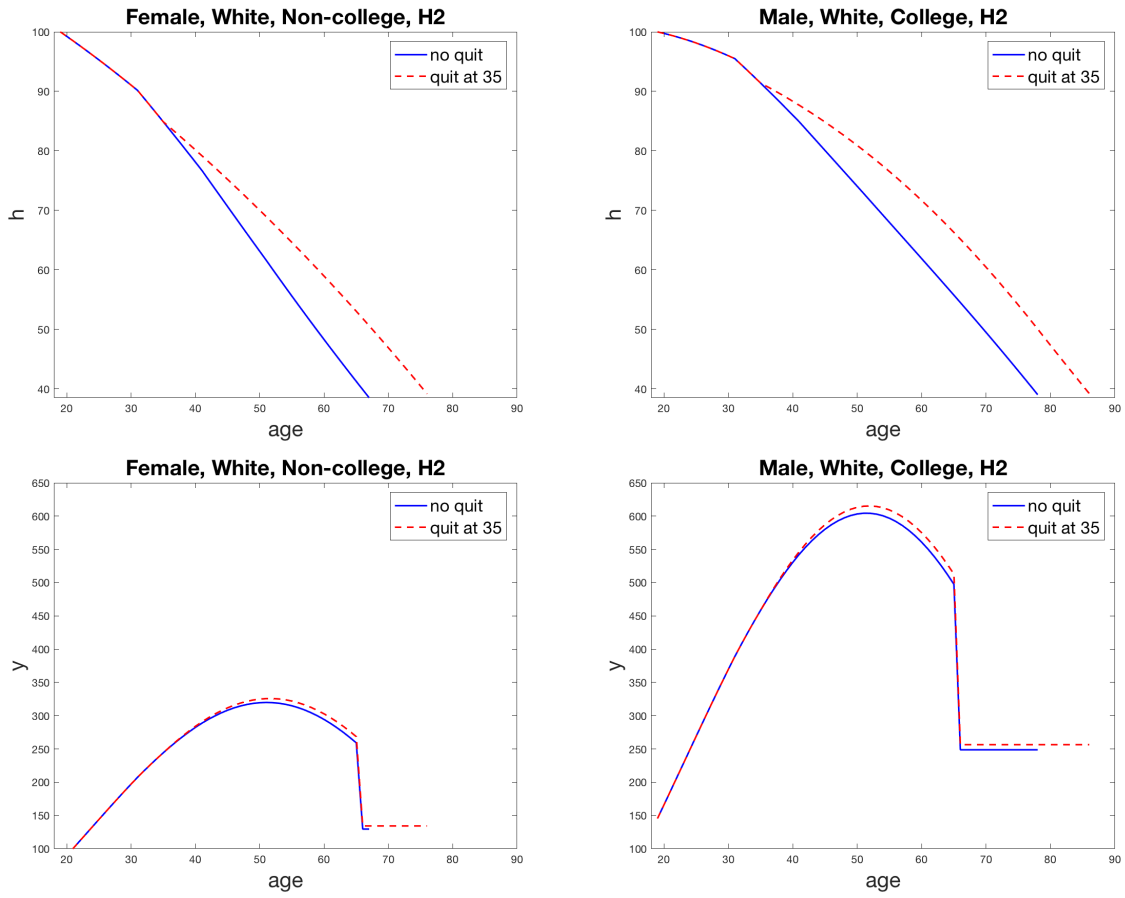 Female, White, Non-college, H2
no quit
quit at 35
h
100
90
80
70
60
50
40
20 30 40 50 60 70 80 90
age
Male, White, College, H2
no quit
quit at 35
h
100
90
80
70
60
50
40
20 30 40 50 60 70 80 90
age
Female, White, Non-college, H2
no quit
quit at 35
y
650
600
550
500
450
400
350
300
250
200
150
100
20 30 40 50 60 70 80 90
age
Male, White, College, H2
no quit
quit at 35
y
650
600
550
500
450
400
350
300
250
200
150
100
20 30 40 50 60 70 80 90
age